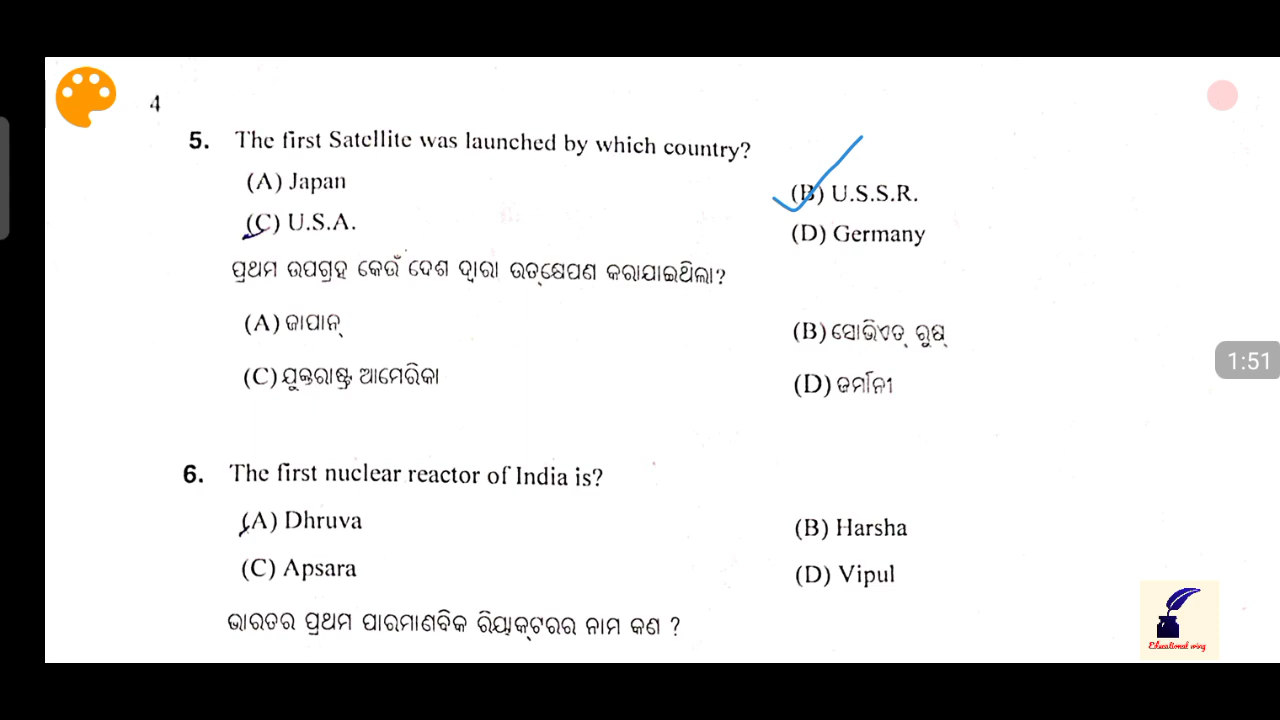 4
5. The first Satellite was launched by which country?
(A) Japan (B) U.S.S.R.
(C) U.S.A. (D) Germany
ପ୍ରଥମ ଉପଗ୍ରହ କେଉଁ ଦେଶ ଦ୍ୱାରା ଉତ୍‌କ୍ଷେପଣ କରାଯାଇଥିଲା?
(A) ଜାପାନ୍ (B) ସୋଭିଏତ୍ ରୁଷ୍
(C) ଯୁକ୍ତରାଷ୍ଟ୍ର ଆମେରିକା (D) ଜର୍ମାନୀ
1:51
6. The first nuclear reactor of India is?
(A) Dhruva (B) Harsha
(C) Apsara (D) Vipul
ଭାରତର ପ୍ରଥମ ପାରମାଣବିକ ରିୟାକ୍‌ଟରର ନାମ କଣ ?
Educational wing